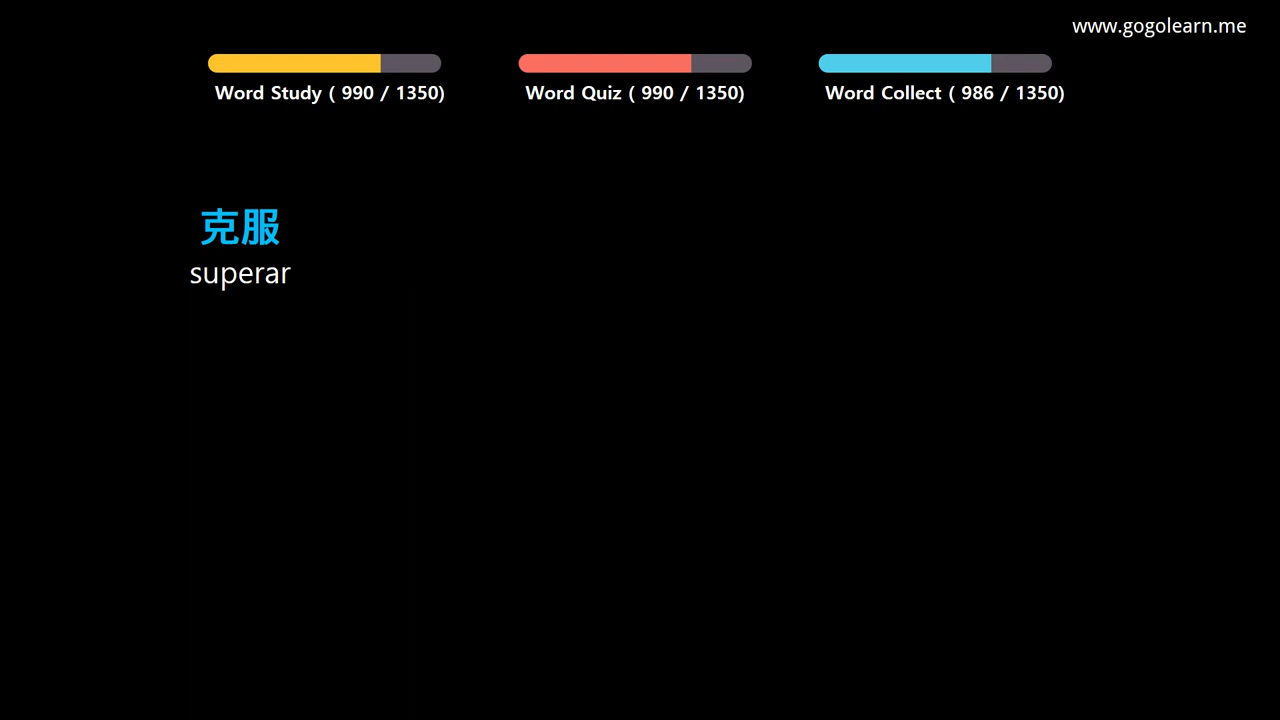 www.gogolearn.me
Word Study ( 990 / 1350)
Word Quiz ( 990 / 1350)
Word Collect ( 986 / 1350)
克服
superar